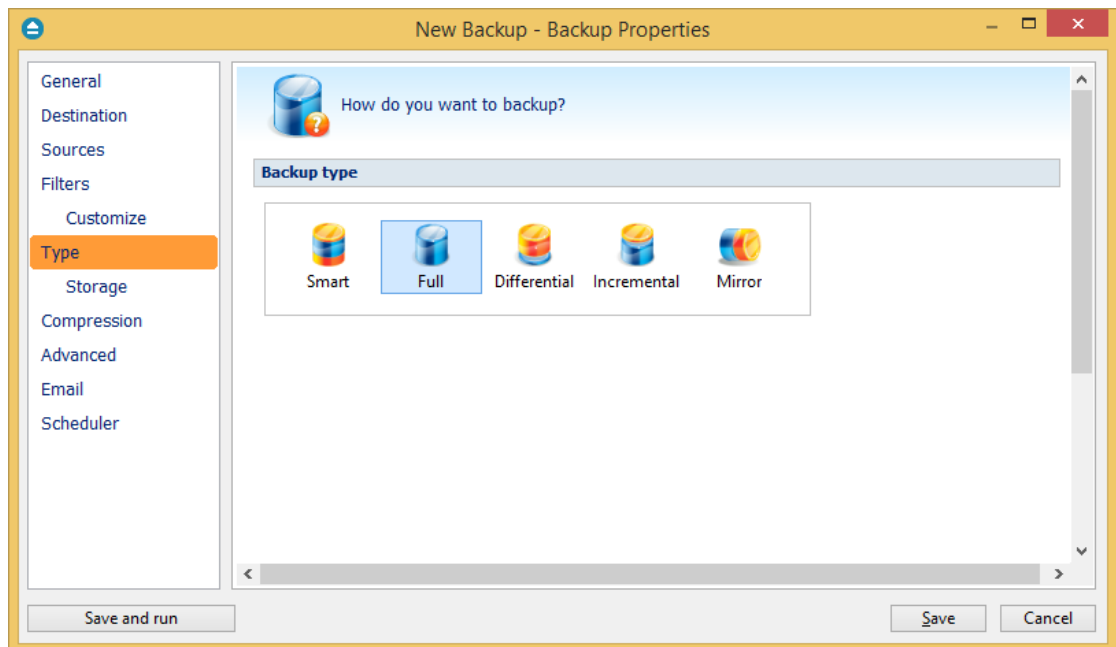 New Backup - Backup Properties
General
Destination
Sources
Filters
Customize
Type
Storage
Compression
Advanced
Email
Scheduler
How do you want to backup?
Backup type
Smart Full Differential Incremental Mirror
Save and run Save Cancel